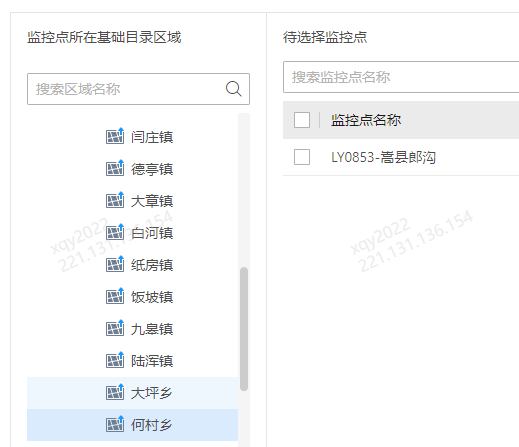 监控点所在基础目录区域
搜索区域名称
闫庄镇
德亭镇
大章镇
白河镇
纸房镇
饭坡镇
九皋镇
陆浑镇
大坪乡
何村乡
待选择监控点
搜索监控点名称
监控点名称
LY0853-嵩县郎沟
xqy2022
221.131.136.154
xqy2022
221.131.136.154